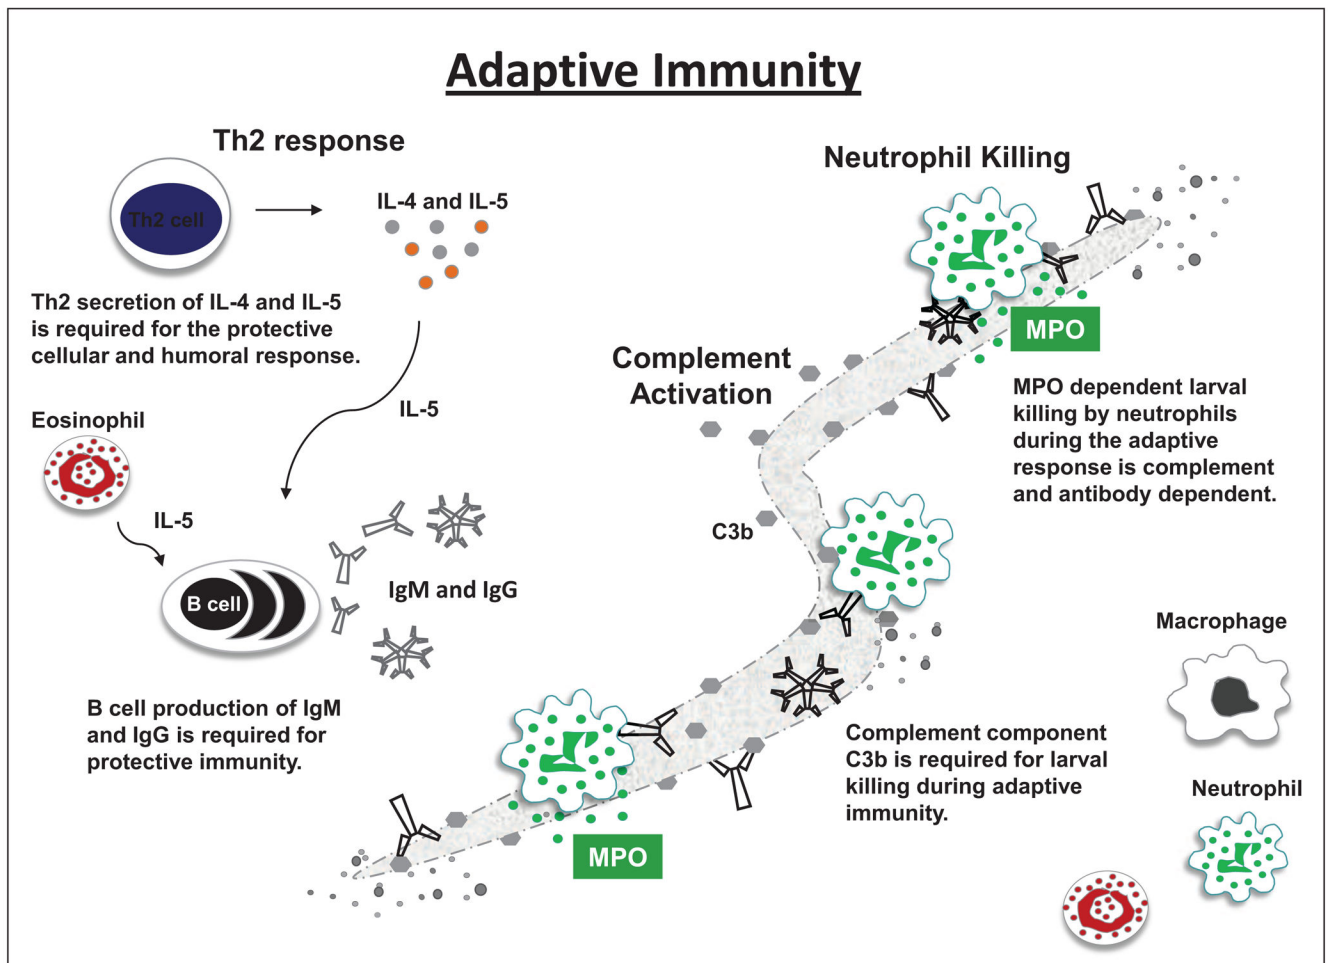 Adaptive Immunity
Th2 response
Th2 cell
IL-4 and IL-5
Th2 secretion of IL-4 and IL-5
is required for the protective
cellular and humoral response.
IL-5
Eosinophil
IL-5
B cell
IgM and IgG
B cell production of IgM
and IgG is required for
protective immunity.
Neutrophil Killing
MPO
Complement
Activation
MPO dependent larval
killing by neutrophils
during the adaptive
response is complement
and antibody dependent.
C3b
Complement component
C3b is required for larval
killing during adaptive
immunity.
MPO
Macrophage
Neutrophil